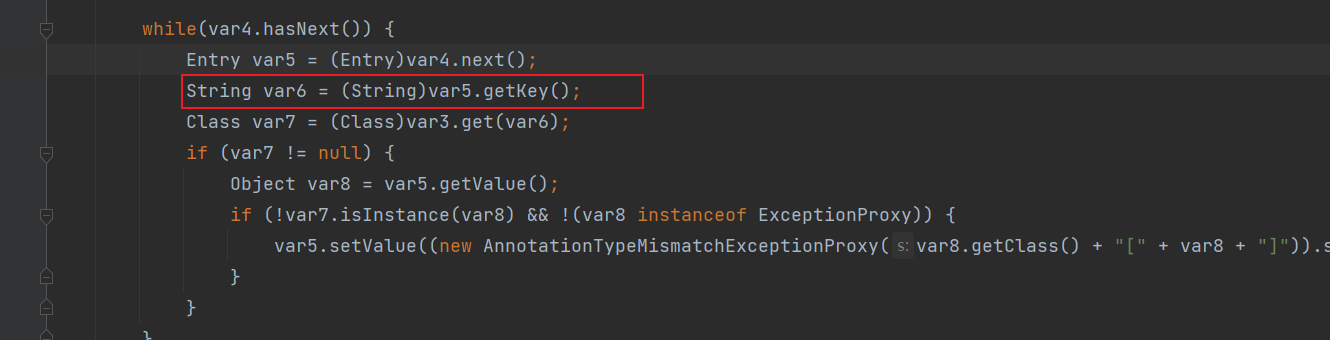 while(var4.hasNext()) {
Entry var5 = (Entry)var4.next();
String var6 = (String)var5.getKey();
Class var7 = (Class)var3.get(var6);
if (var7 != null) {
Object var8 = var5.getValue();
if (!var7.isInstance(var8) && !(var8 instanceof ExceptionProxy)) {
var5.setValue((new AnnotationTypeMismatchExceptionProxy( s: var8.getClass() + "[" + var8 + "]")).s
}
}
}